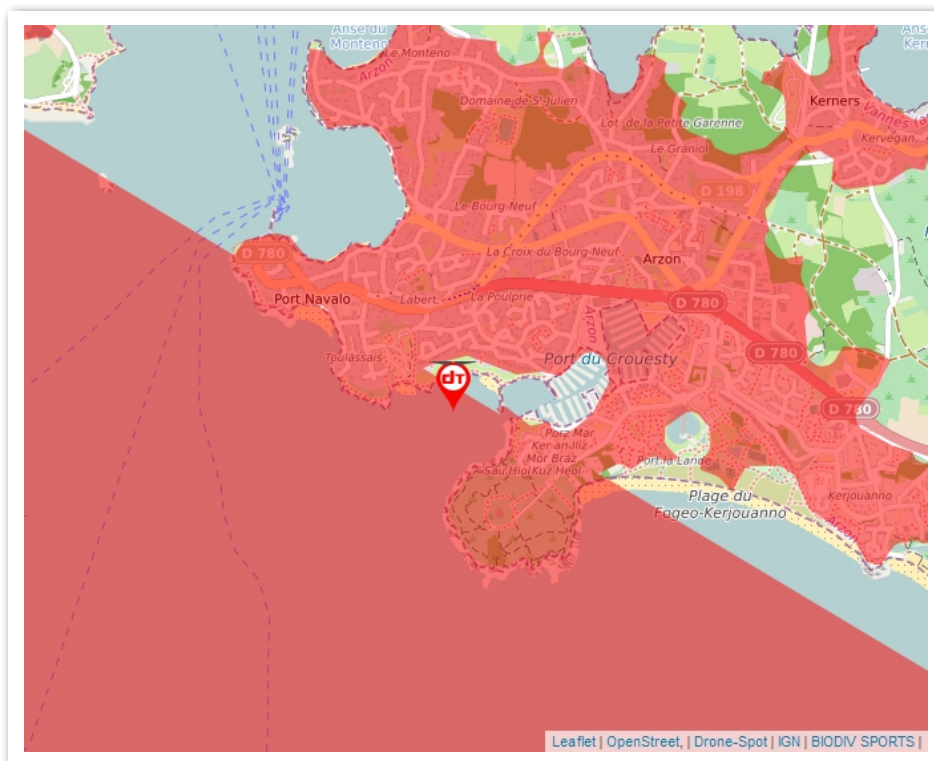 Anse du
Monteno
Le Monteno
Arzon
Domaine de St-Julien
Lot. de la Petite Garenne
Kerners
Vannes
Kervégan
Le Graniol
D 198
Le Bourg-Neuf
La Croix du Bourg-Neuf
Arzon
D 780
Port Navalo
Labert
La Poulprie
D 780
Arzon
Toulassais
Port du Crouesty
D 780
dT
D 780
Porz Mar
Ker-an-Iliz
Mor Braz
Sau Hiol
Kuz Heol
Port la Lande
Plage du
Fogeo-Kerjouanno
Kerjouanno
Arzon
Leaflet | OpenStreet, | Drone-Spot | IGN | BIODIV SPORTS |